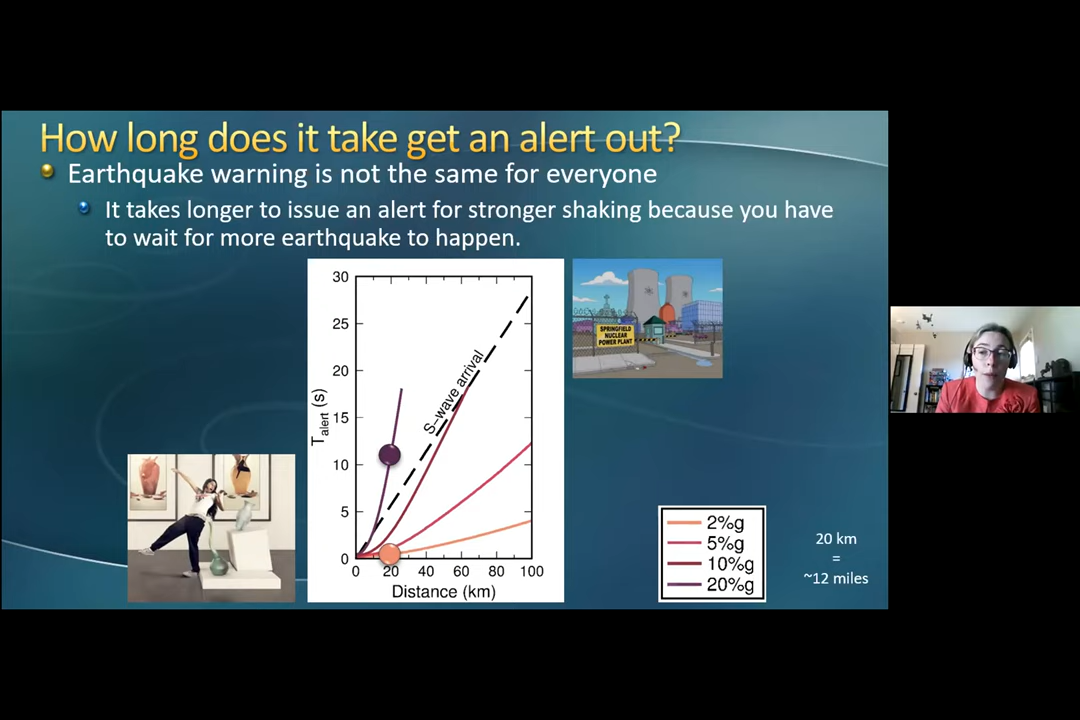 How long does it take get an alert out?
Earthquake warning is not the same for everyone
It takes longer to issue an alert for stronger shaking because you have
to wait for more earthquake to happen.
30
25
20
15
10
5
0
T alert (s)
S-wave arrival
0 20 40 60 80 100
Distance (km)
SPRINGFIELD
NUCLEAR
POWER PLANT
2%g
5%g
10%g
20%g
20 km
=
~12 miles